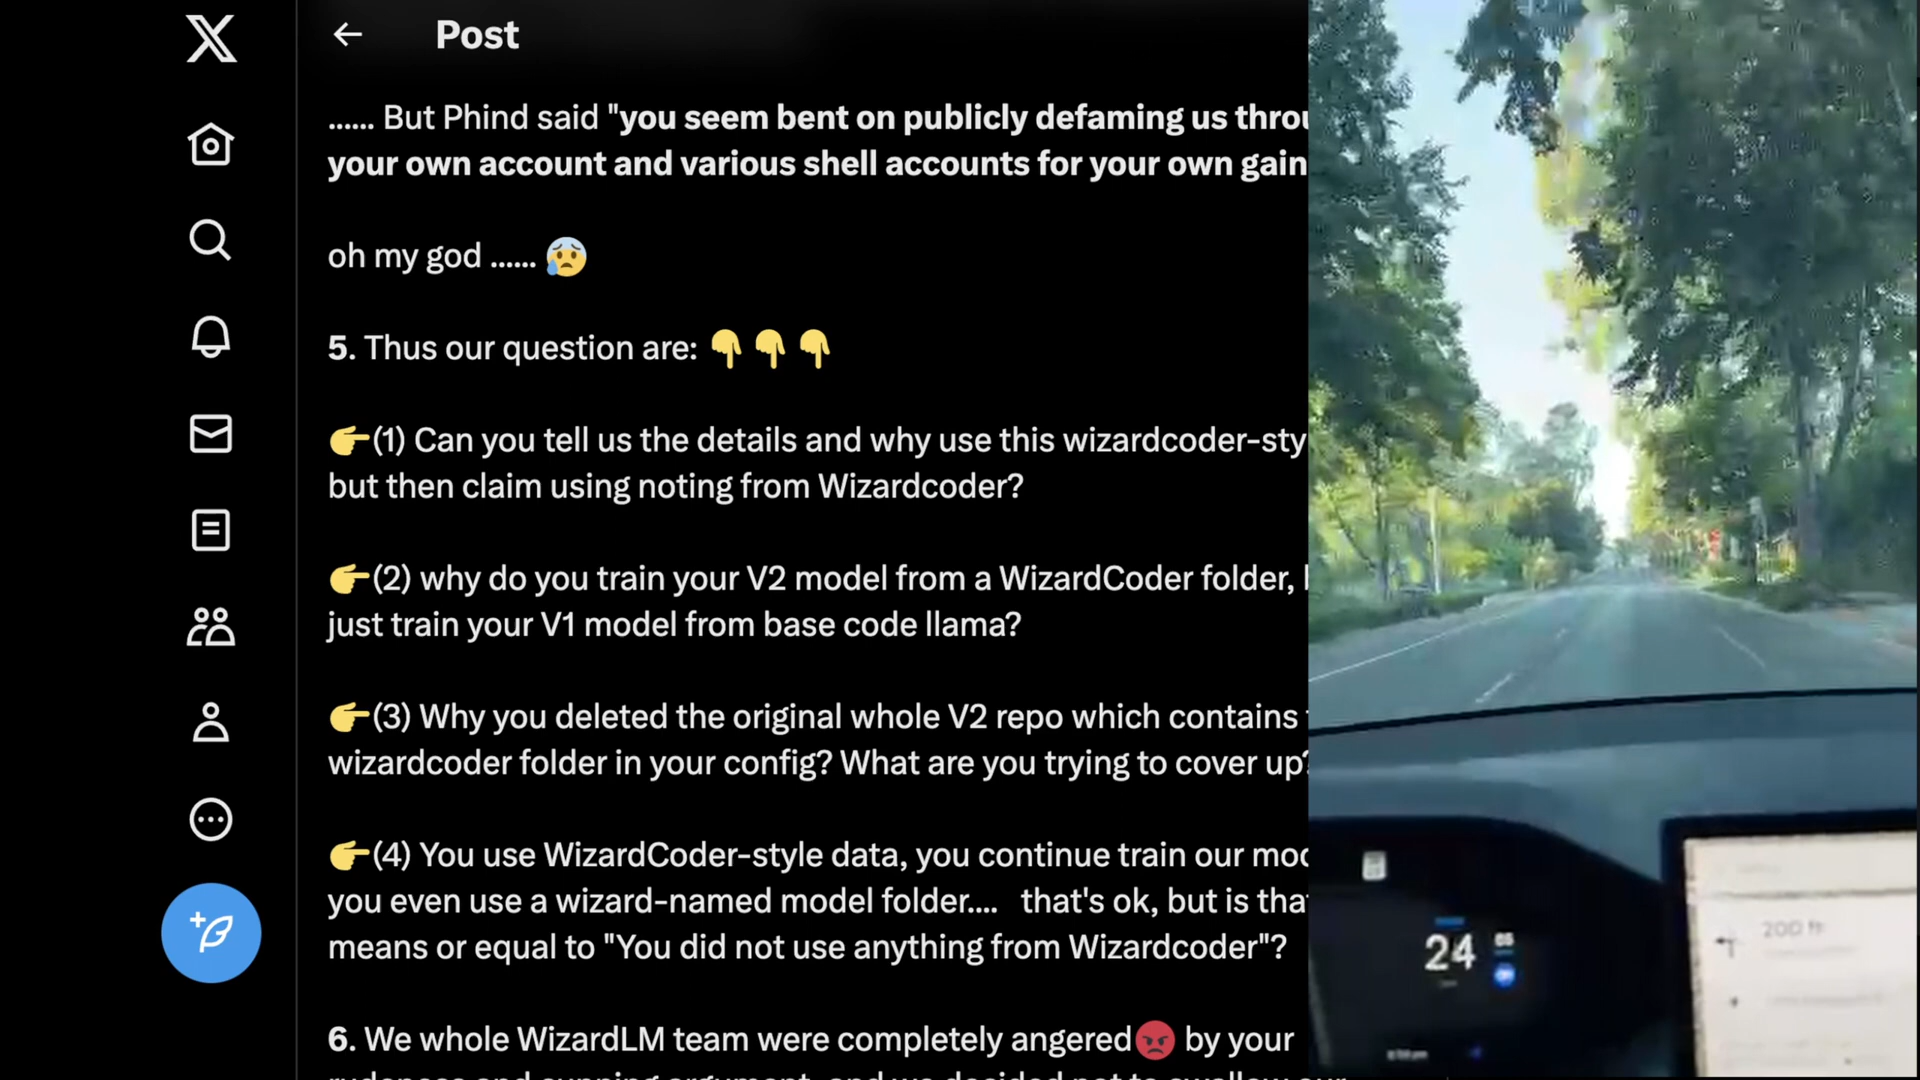 Post
...... But Phind said "you seem bent on publicly defaming us
your own account and various shell accounts for your own gain
oh my god ...... 😰
5. Thus our question are: 👇👇👇
👉(1) Can you tell us the details and why use this
but then claim using noting from Wizardcoder?
👉(2) why do you train your V2 model from a WizardCoder folder,
just train your V1 model from base code llama?
👉(3) Why you deleted the original whole V2 repo which contains
wizardcoder folder in your config? What are you trying to cover up?
👉(4) You use WizardCoder-style data, you continue train our
you even use a wizard-named model folder.... that's ok, but is
means or equal to "You did not use anything from Wizardcoder"?
6. We whole WizardLM team were completely angered😡 by your
24
200 ft